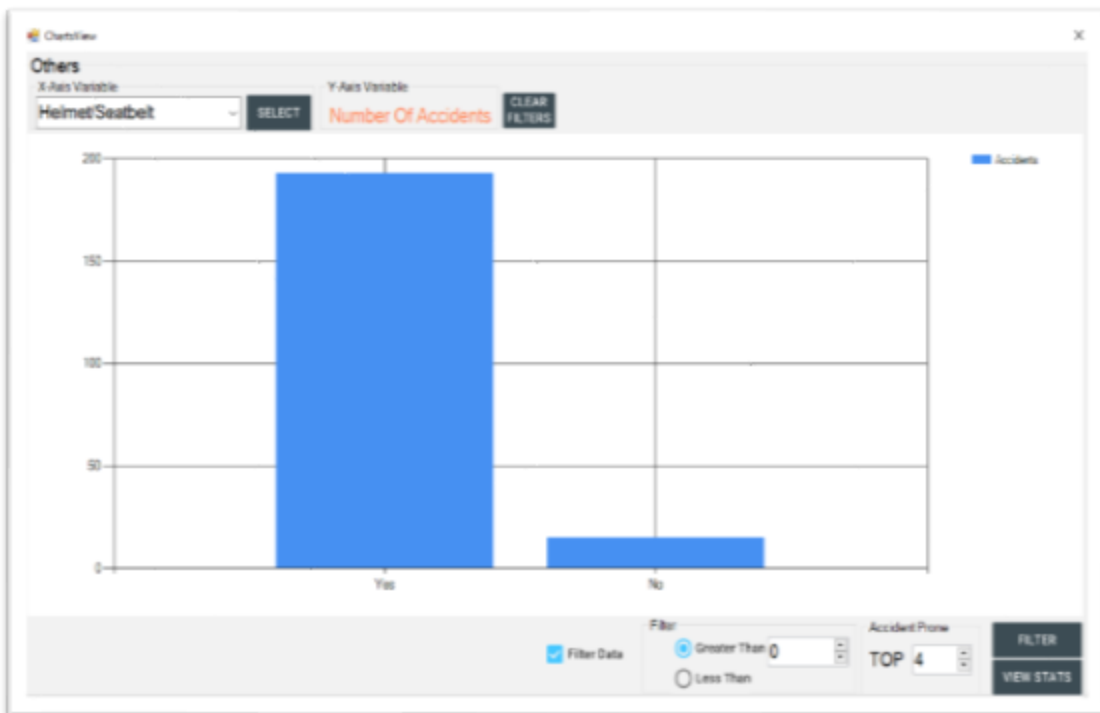 ChartsView
Others
X-Axis Variable
Helmet/Seatbelt
SELECT
Y-Axis Variable
Number Of Accidents
CLEAR
FILTERS
200
150
100
50
0
Yes
No
Accidents
Filter Data
Filter
Greater Than 0
Less Than
Accident Prone
TOP 4
FILTER
VIEW STATS